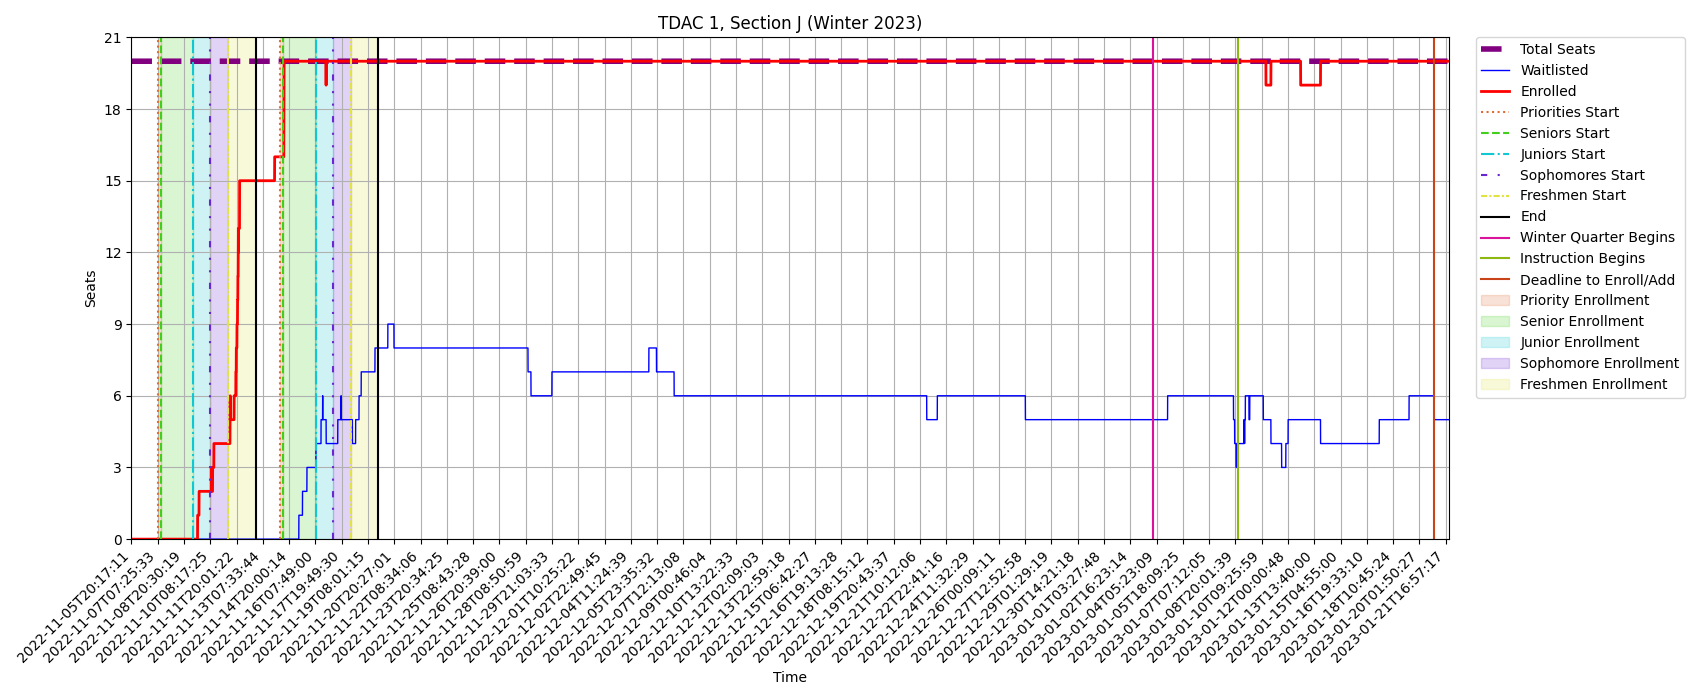 TDAC 1, Section J (Winter 2023)
21
18
15
12
9
6
3
0
Seats
2022-11-05T20:17:11
2022-11-07T07:25:33
2022-11-08T20:30:19
2022-11-10T08:17:25
2022-11-11T20:01:22
2022-11-13T07:33:44
2022-11-14T20:00:14
2022-11-16T07:49:00
2022-11-17T19:49:30
2022-11-19T08:01:15
2022-11-20T20:27:01
2022-11-22T08:34:06
2022-11-23T20:34:25
2022-11-25T08:43:28
2022-11-26T20:39:00
2022-11-28T08:50:59
2022-11-29T21:03:33
2022-12-01T10:25:22
2022-12-02T22:49:45
2022-12-04T11:24:39
2022-12-05T23:35:32
2022-12-07T12:13:08
2022-12-09T00:46:04
2022-12-10T13:22:33
2022-12-12T02:09:03
2022-12-13T22:59:18
2022-12-15T06:42:27
2022-12-16T19:13:28
2022-12-18T08:15:12
2022-12-19T20:43:37
2022-12-21T10:12:06
2022-12-22T22:41:16
2022-12-24T11:32:29
2022-12-26T00:09:11
2022-12-27T12:52:58
2022-12-29T01:29:19
2022-12-30T14:21:18
2023-01-01T03:27:48
2023-01-02T16:23:14
2023-01-04T05:23:09
2023-01-05T18:09:25
2023-01-07T07:12:05
2023-01-08T20:01:39
2023-01-10T09:25:59
2023-01-12T00:00:48
2023-01-13T13:40:00
2023-01-15T04:55:00
2023-01-16T19:33:10
2023-01-18T10:45:24
2023-01-20T01:50:27
2023-01-21T16:57:17
Time
Total Seats
Waitlisted
Enrolled
Priorities Start
Seniors Start
Juniors Start
Sophomores Start
Freshmen Start
End
Winter Quarter Begins
Instruction Begins
Deadline to Enroll/Add
Priority Enrollment
Senior Enrollment
Junior Enrollment
Sophomore Enrollment
Freshmen Enrollment